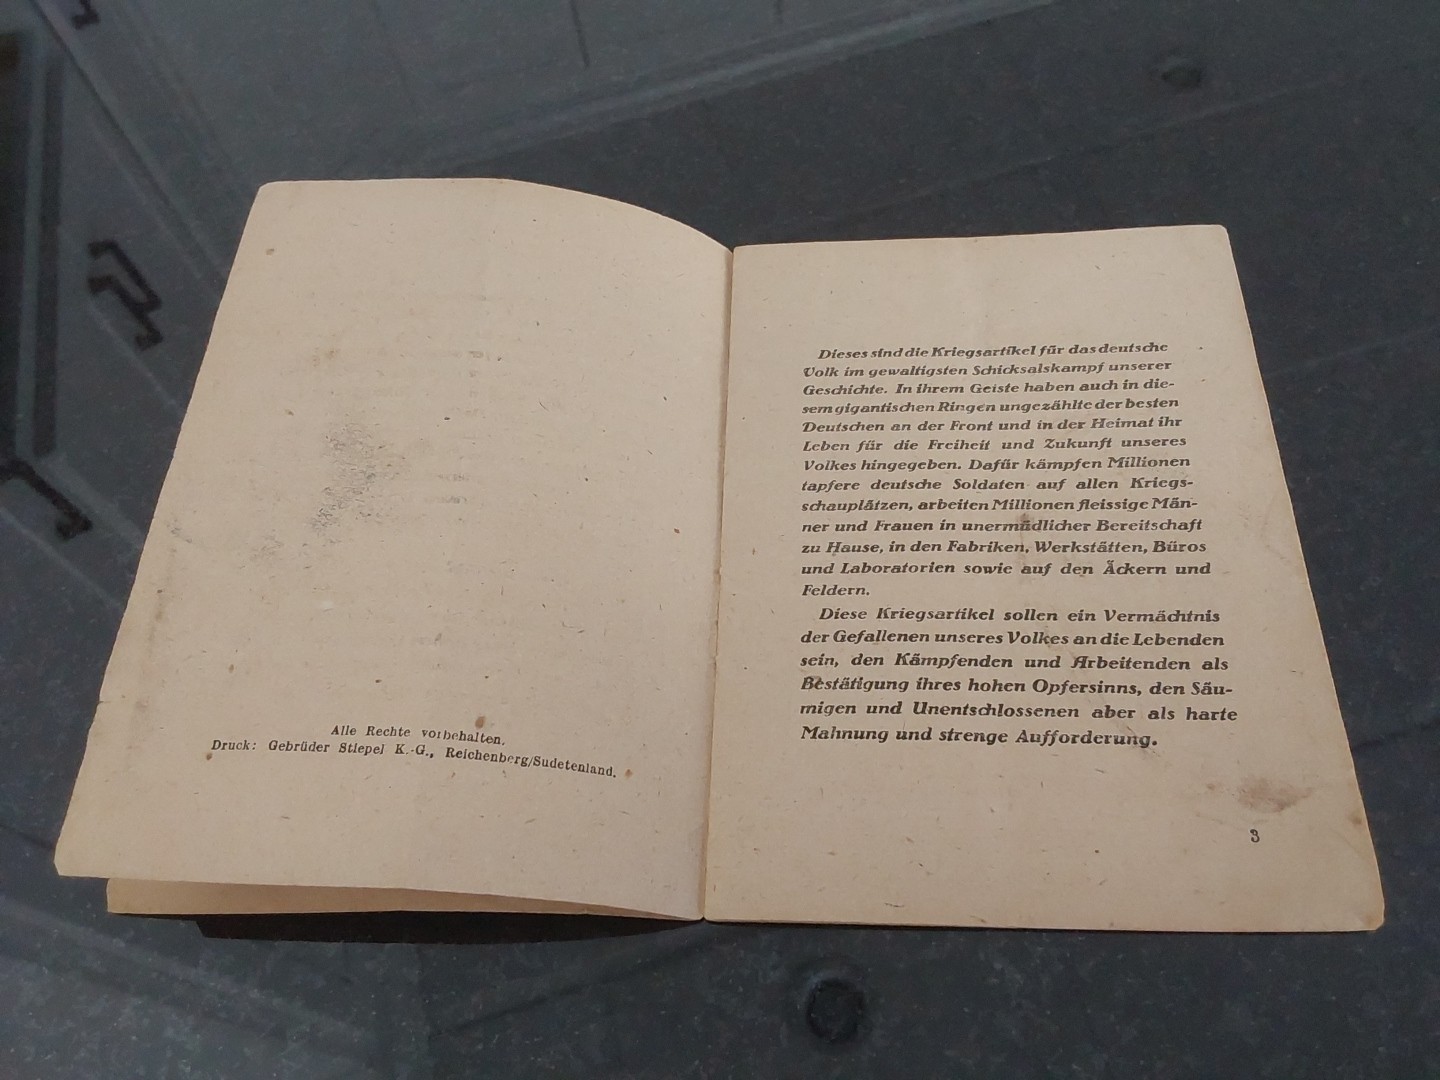 Alle Rechte vorbehalten.
Druck: Gebrüder Stiepel K.-G., Reichenberg/Sudetenland.
Dieses sind die Kriegsartikel für das deutsche
Volk im gewaltigsten Schicksalskampf unserer
Geschichte. In ihrem Geiste haben auch in die-
sem gigantischen Ringen ungezählte der besten
Deutschen an der Front und in der Heimat ihr
Leben für die Freiheit und Zukunft unseres
Volkes hingegeben. Dafür kämpfen Millionen
tapfere deutsche Soldaten auf allen Kriegs-
schauplätzen, arbeiten Millionen fleissige Män-
ner und Frauen in unermüdlicher Bereitschaft
zu Hause, in den Fabriken, Werkstätten, Büros
und Laboratorien sowie auf den Äckern und
Feldern.
Diese Kriegsartikel sollen ein Vermächtnis
der Gefallenen unseres Volkes an die Lebenden
sein, den Kämpfenden und Arbeitenden als
Bestätigung ihres hohen Opfersinns, den Säu-
migen und Unentschlossenen aber als harte
Mahnung und strenge Aufforderung.
3